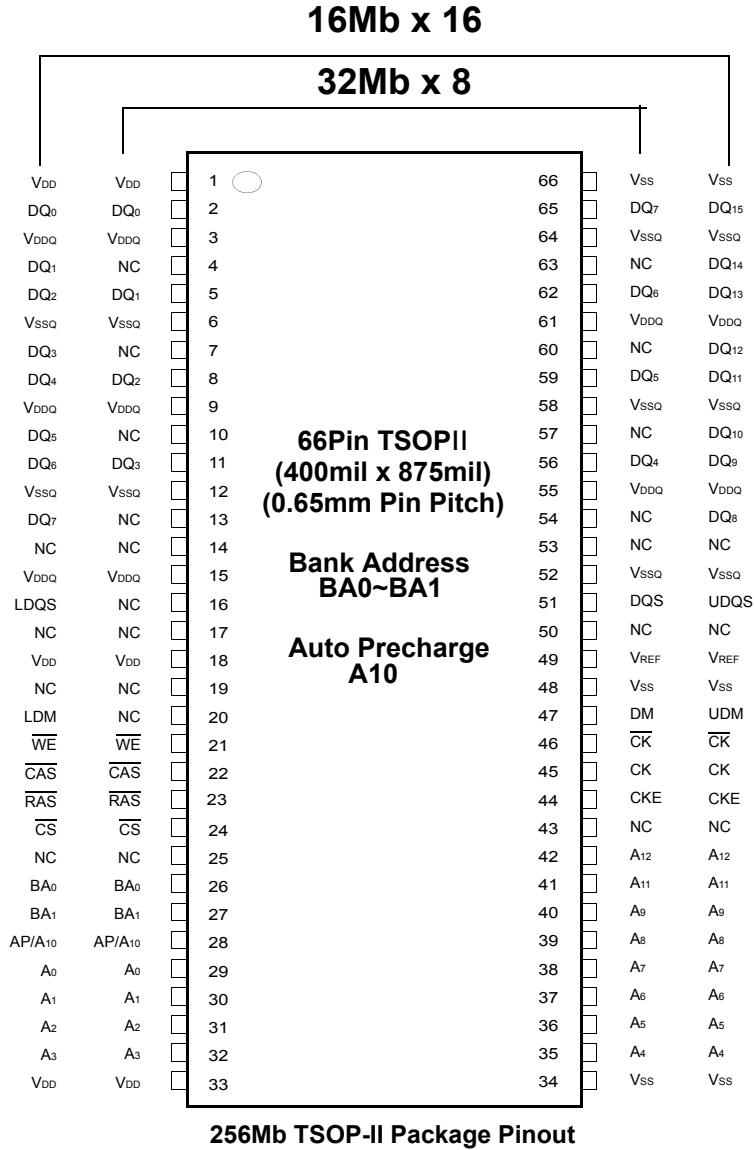 16Mb x 16
32Mb x 8
VDD VDD 1 66 VSS VSS
DQ0 DQ0 2 65 DQ7 DQ15
VDDQ VDDQ 3 64 VSSQ VSSQ
DQ1 NC 4 63 NC DQ14
DQ2 DQ1 5 62 DQ6 DQ13
VSSQ VSSQ 6 61 VDDQ VDDQ
DQ3 NC 7 60 NC DQ12
DQ4 DQ2 8 59 DQ5 DQ11
VDDQ VDDQ 9 58 VSSQ VSSQ
DQ5 NC 10 66Pin TSOPII 57 NC DQ10
DQ6 DQ3 11 (400mil x 875mil) 56 DQ4 DQ9
VSSQ VSSQ 12 (0.65mm Pin Pitch) 55 VDDQ VDDQ
DQ7 NC 13 54 NC DQ8
NC NC 14 Bank Address 53 NC NC
VDDQ VDDQ 15 BA0~BA1 52 VSSQ VSSQ
LDQS NC 16 51 DQS UDQS
NC NC 17 Auto Precharge 50 NC NC
VDD VDD 18 A10 49 VREF VREF
NC NC 19 48 VSS VSS
LDM NC 20 47 DM UDM
W̅E̅ W̅E̅ 21 46 C̅K̅ C̅K̅
C̅A̅S̅ C̅A̅S̅ 22 45 CK CK
R̅A̅S̅ R̅A̅S̅ 23 44 CKE CKE
C̅S̅ C̅S̅ 24 43 NC NC
NC NC 25 42 A12 A12
BA0 BA0 26 41 A11 A11
BA1 BA1 27 40 A9 A9
AP/A10 AP/A10 28 39 A8 A8
A0 A0 29 38 A7 A7
A1 A1 30 37 A6 A6
A2 A2 31 36 A5 A5
A3 A3 32 35 A4 A4
VDD VDD 33 34 VSS VSS
256Mb TSOP-II Package Pinout